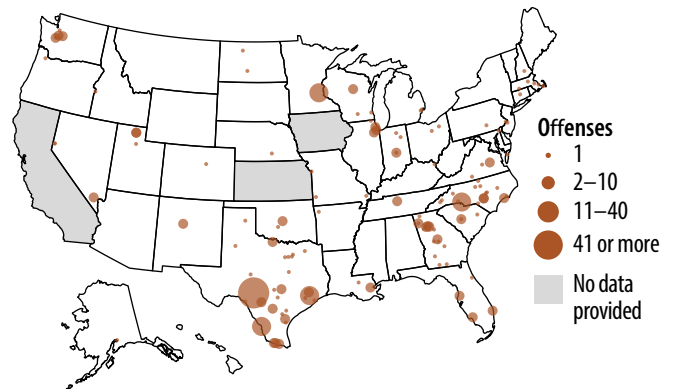 Offenses
1
2–10
11–40
41 or more
No data
provided